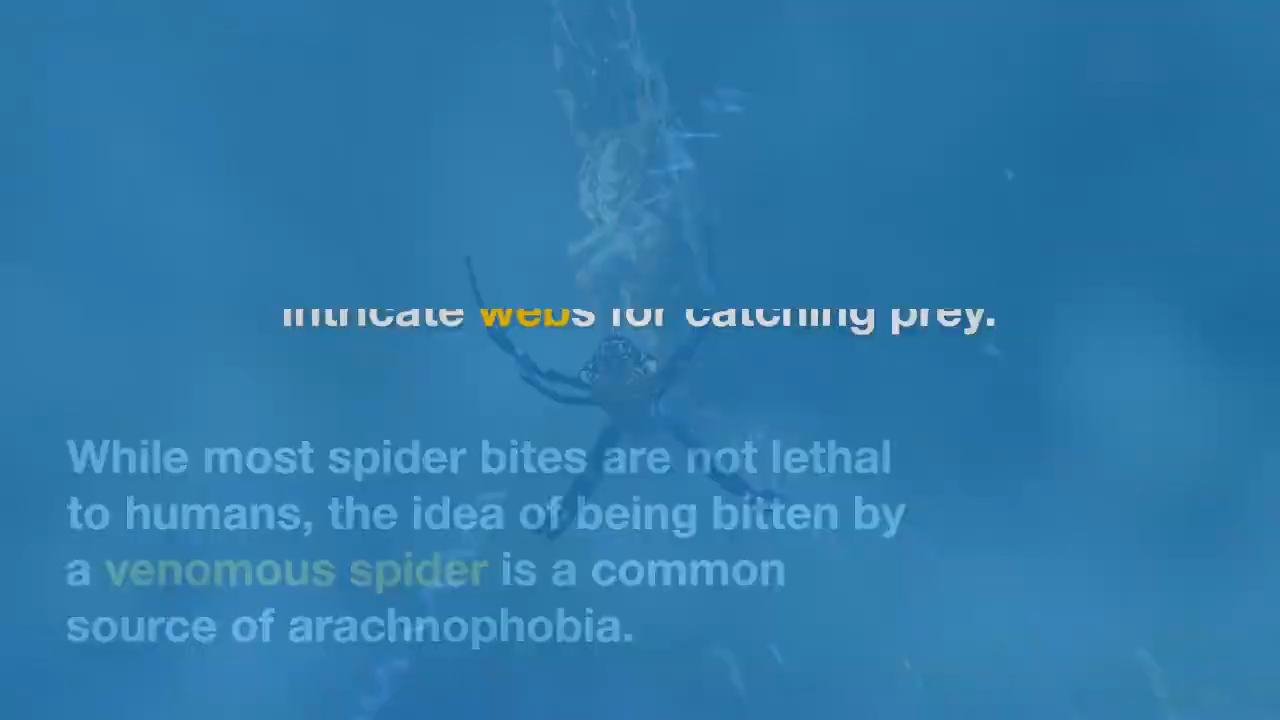 intricate webs for catching prey.
While most spider bites are not lethal
to humans, the idea of being bitten by
a venomous spider is a common
source of arachnophobia.